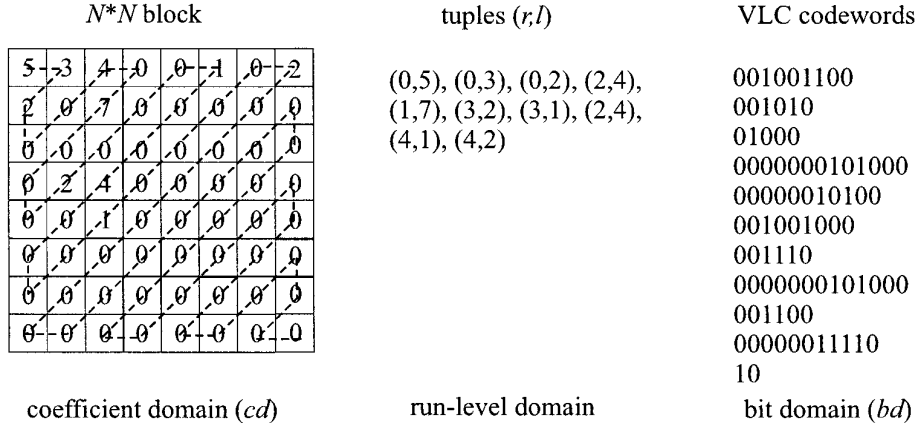 N*N block
tuples (r,l)
VLC codewords
5 3 4 0 0 1 0 2
2 0 7 0 0 0 0 0
0 0 0 0 0 0 0 0
0 2 4 0 0 0 0 0
0 0 1 0 0 0 0 0
0 0 0 0 0 0 0 0
0 0 0 0 0 0 0 0
0 0 0 0 0 0 0 0
(0,5), (0,3), (0,2), (2,4),
(1,7), (3,2), (3,1), (2,4),
(4,1), (4,2)
001001100
001010
01000
0000000101000
00000010100
001001000
001110
0000000101000
001100
00000011110
10
coefficient domain (cd)
run-level domain
bit domain (bd)